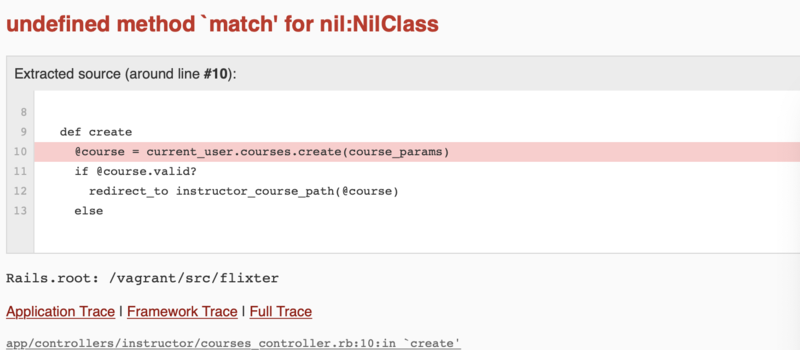 undefined method `match' for nil:NilClass
Extracted source (around line #10):
8
9 def create
10 @course = current_user.courses.create(course_params)
11 if @course.valid?
12 redirect_to instructor_course_path(@course)
13 else
Rails.root: /vagrant/src/flixter
Application Trace | Framework Trace | Full Trace
app/controllers/instructor/courses_controller.rb:10:in `create'